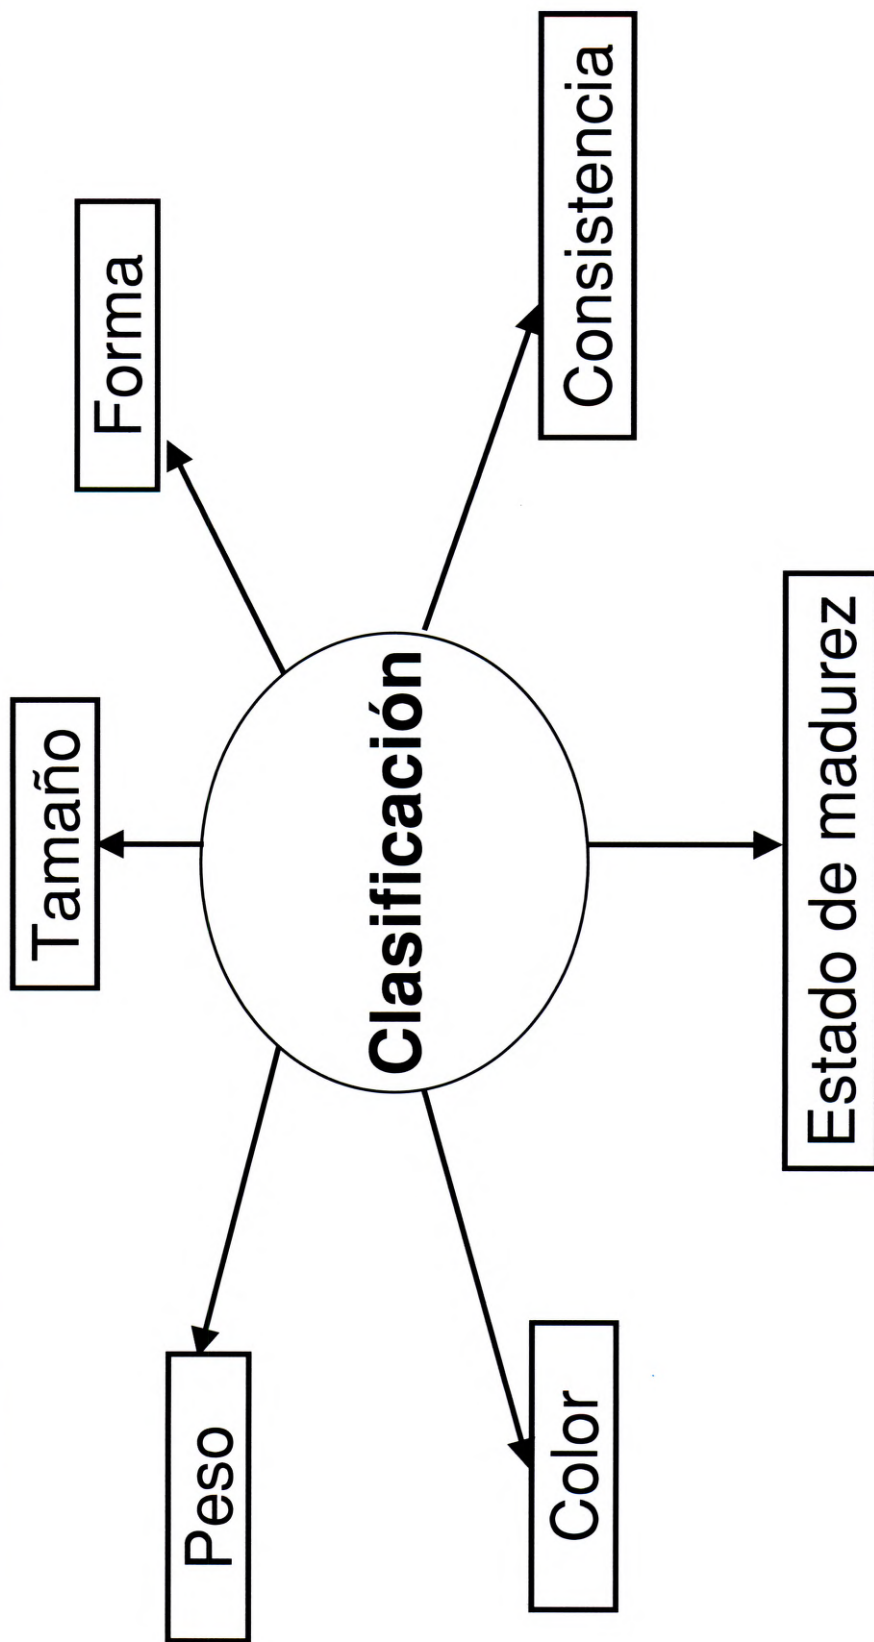 Tamaño
Peso
Forma
Clasificación
Color
Consistencia
Estado de madurez